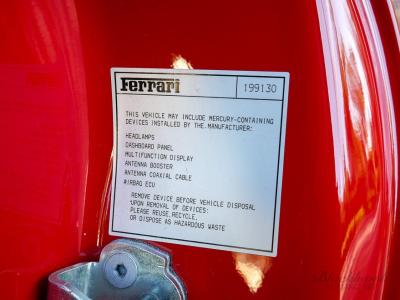 Ferrari 199130
THIS VEHICLE MAY INCLUDE MERCURY-CONTAINING
DEVICES INSTALLED BY THE MANUFACTURER:
HEADLAMPS
DASHBOARD PANEL
MULTIFUNCTION DISPLAY
ANTENNA BOOSTER
ANTENNA COAXIAL CABLE
AIRBAG ECU
REMOVE DEVICE BEFORE VEHICLE DISPOSAL
UPON REMOVAL OF DEVICES:
PLEASE REUSE, RECYCLE,
OR DISPOSE AS HAZARDOUS WASTE